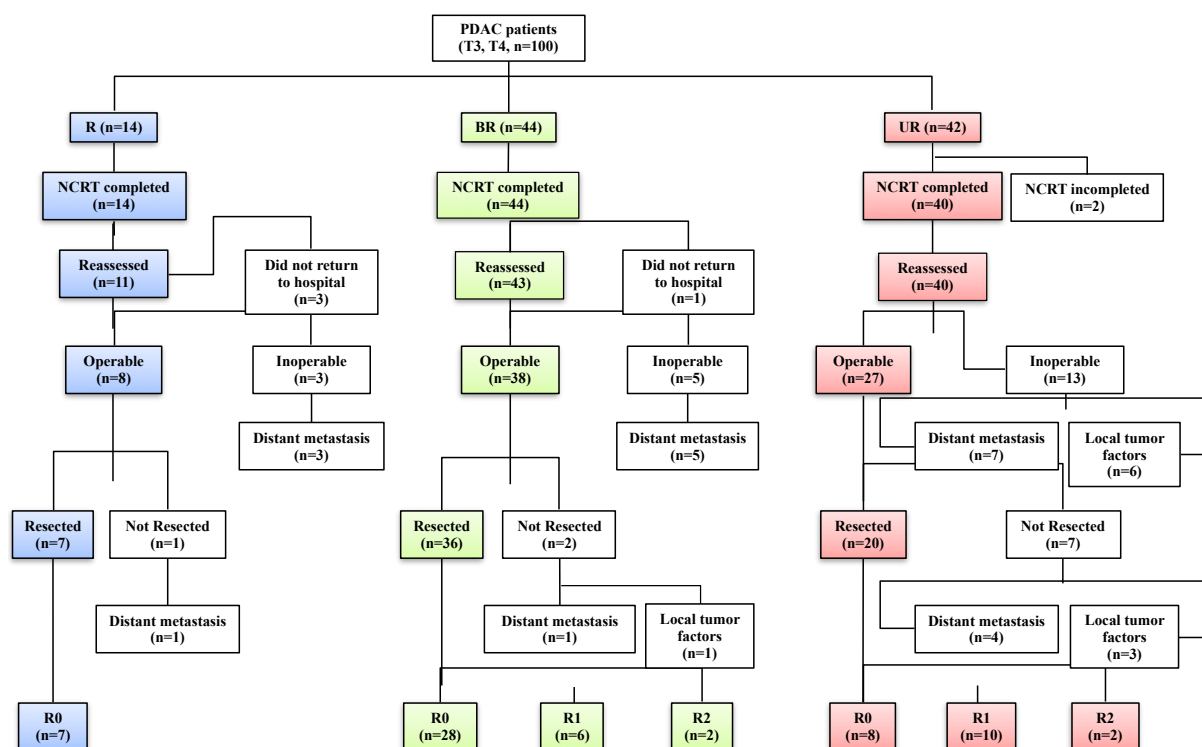 PDAC patients
(T3, T4, n=100)
R (n=14)
BR (n=44)
UR (n=42)
NCRT completed
(n=14)
NCRT completed
(n=44)
NCRT completed
(n=40)
NCRT incompleted
(n=2)
Reassessed
(n=11)
Did not return
to hospital
(n=3)
Reassessed
(n=43)
Did not return
to hospital
(n=1)
Reassessed
(n=40)
Operable
(n=8)
Inoperable
(n=3)
Operable
(n=38)
Inoperable
(n=5)
Operable
(n=27)
Inoperable
(n=13)
Distant metastasis
(n=3)
Distant metastasis
(n=5)
Distant metastasis
(n=7)
Local tumor
factors
(n=6)
Resected
(n=7)
Not Resected
(n=1)
Resected
(n=36)
Not Resected
(n=2)
Resected
(n=20)
Not Resected
(n=7)
Distant metastasis
(n=1)
Distant metastasis
(n=1)
Local tumor
factors
(n=1)
Distant metastasis
(n=4)
Local tumor
factors
(n=3)
R0
(n=7)
R0
(n=28)
R1
(n=6)
R2
(n=2)
R0
(n=8)
R1
(n=10)
R2
(n=2)